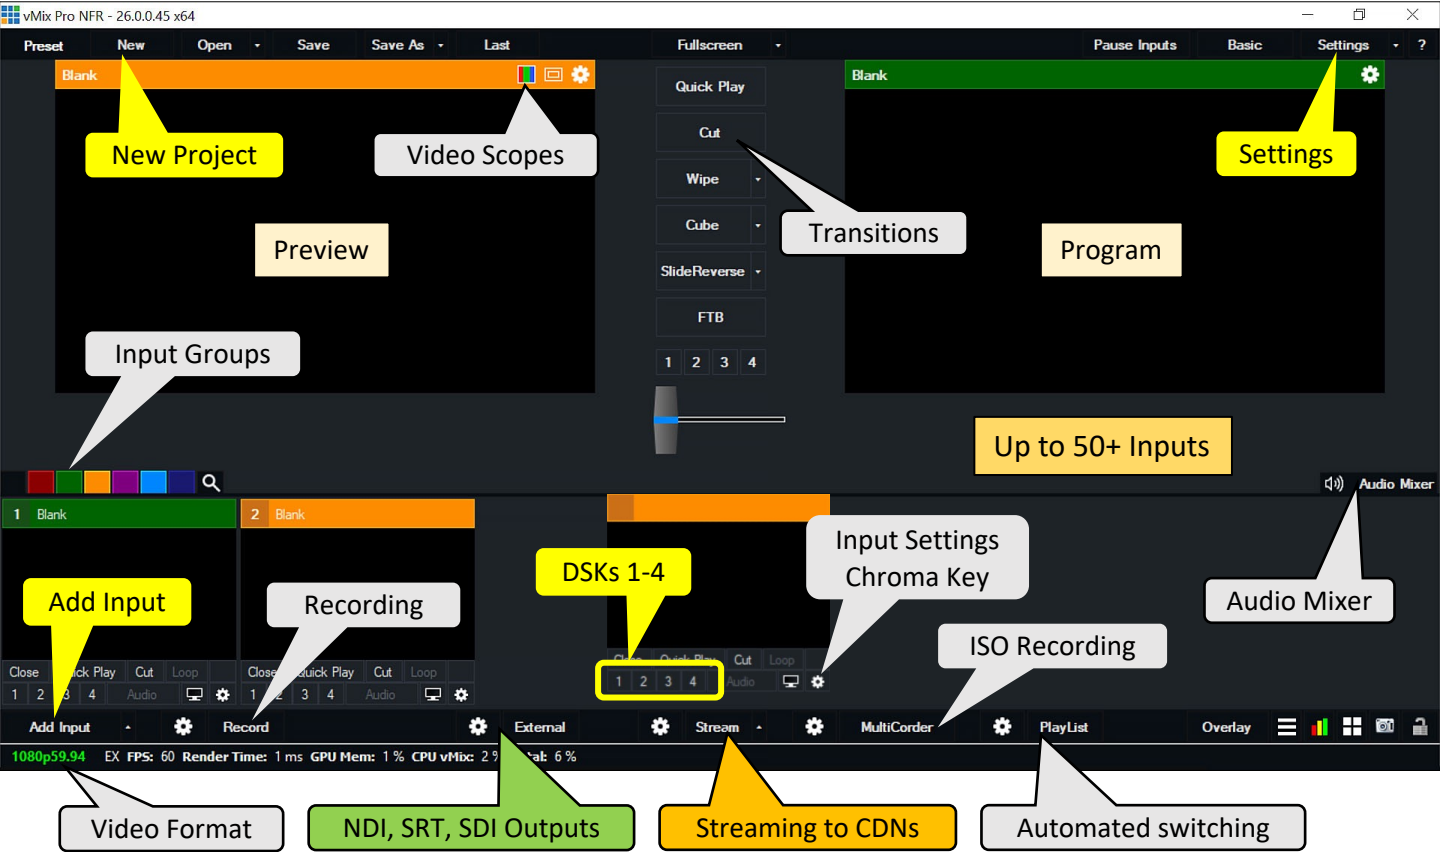 vMix Pro NFR - 26.0.0.45 x64
Preset New Open Save Save As Last Fullscreen Pause Inputs Basic Settings ?
Blank
Blank
Quick Play
Cut
Wipe
Cube
SlideReverse
FTB
1 2 3 4
New Project
Video Scopes
Settings
Transitions
Preview
Program
Input Groups
Up to 50+ Inputs
Audio Mixer
1 Blank
2 Blank
DSKs 1-4
Input Settings
Chroma Key
Add Input
Recording
Audio Mixer
ISO Recording
Close Quick Play Cut Loop
1 2 3 4 Audio
Close Quick Play Cut Loop
1 2 3 4 Audio
Close Quick Play Cut Loop
1 2 3 4 Audio
Add Input Record External Stream MultiCorder PlayList Overlay
1080p59.94 EX FPS: 60 Render Time: 1 ms GPU Mem: 1 % CPU vMix: 2 % 6 %
Video Format
NDI, SRT, SDI Outputs
Streaming to CDNs
Automated switching